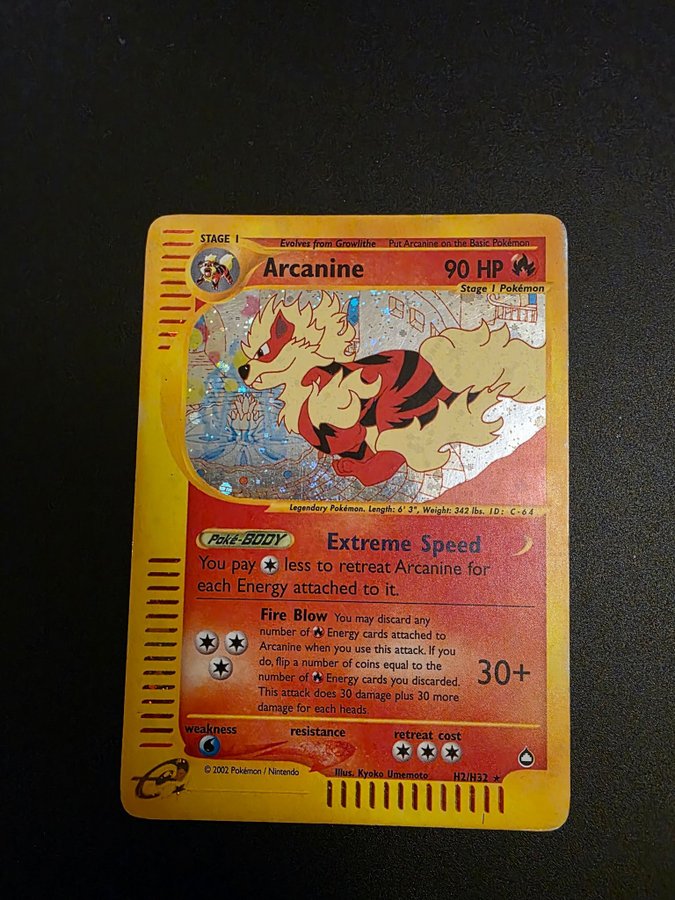 STAGE 1
Evolves from Growlithe Put Arcanine on the Basic Pokémon
Arcanine 90 HP
Stage 1 Pokémon
Legendary Pokémon. Length: 6' 3", Weight: 342 lbs. ID: C-64
Poké-BODY Extreme Speed
You pay less to retreat Arcanine for
each Energy attached to it.
Fire Blow You may discard any
number of Energy cards attached to
Arcanine when you use this attack. If you
do, flip a number of coins equal to the
number of Energy cards you discarded.
This attack does 30 damage plus 30 more
damage for each heads.
30+
weakness resistance retreat cost
e
© 2002 Pokémon / Nintendo Illus. Kyoko Umemoto H2/H32 ★